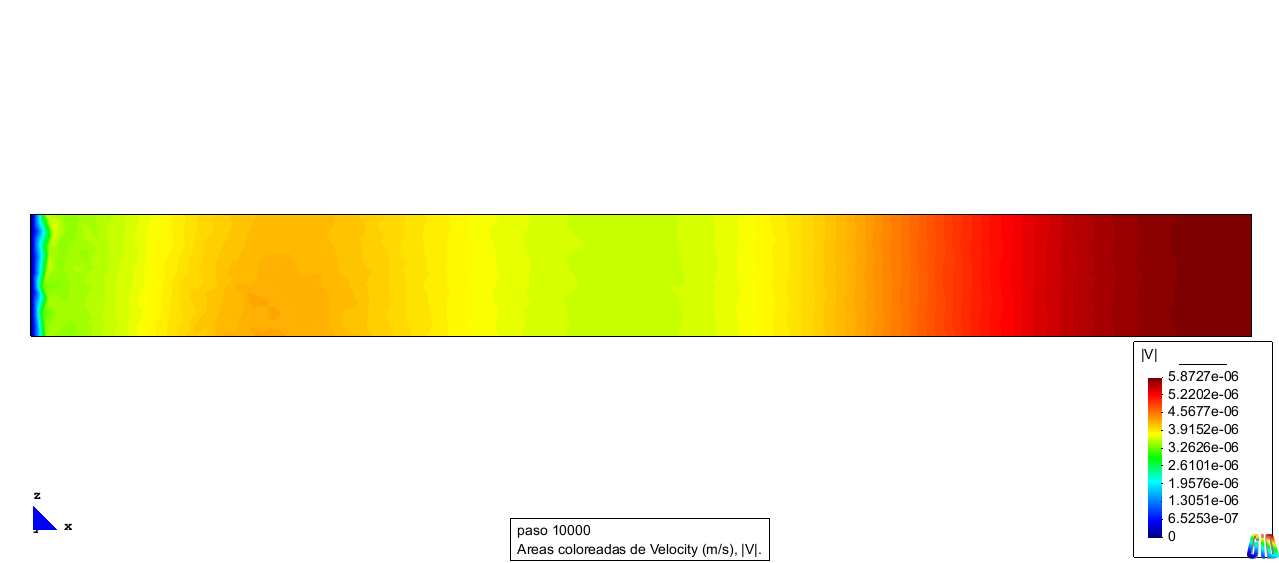 |V|
5.8727e-06
5.2202e-06
4.5677e-06
3.9152e-06
3.2626e-06
2.6101e-06
1.9576e-06
1.3051e-06
6.5253e-07
0
GiD
z
x
paso 10000
Areas coloreadas de Velocity (m/s), |V|.